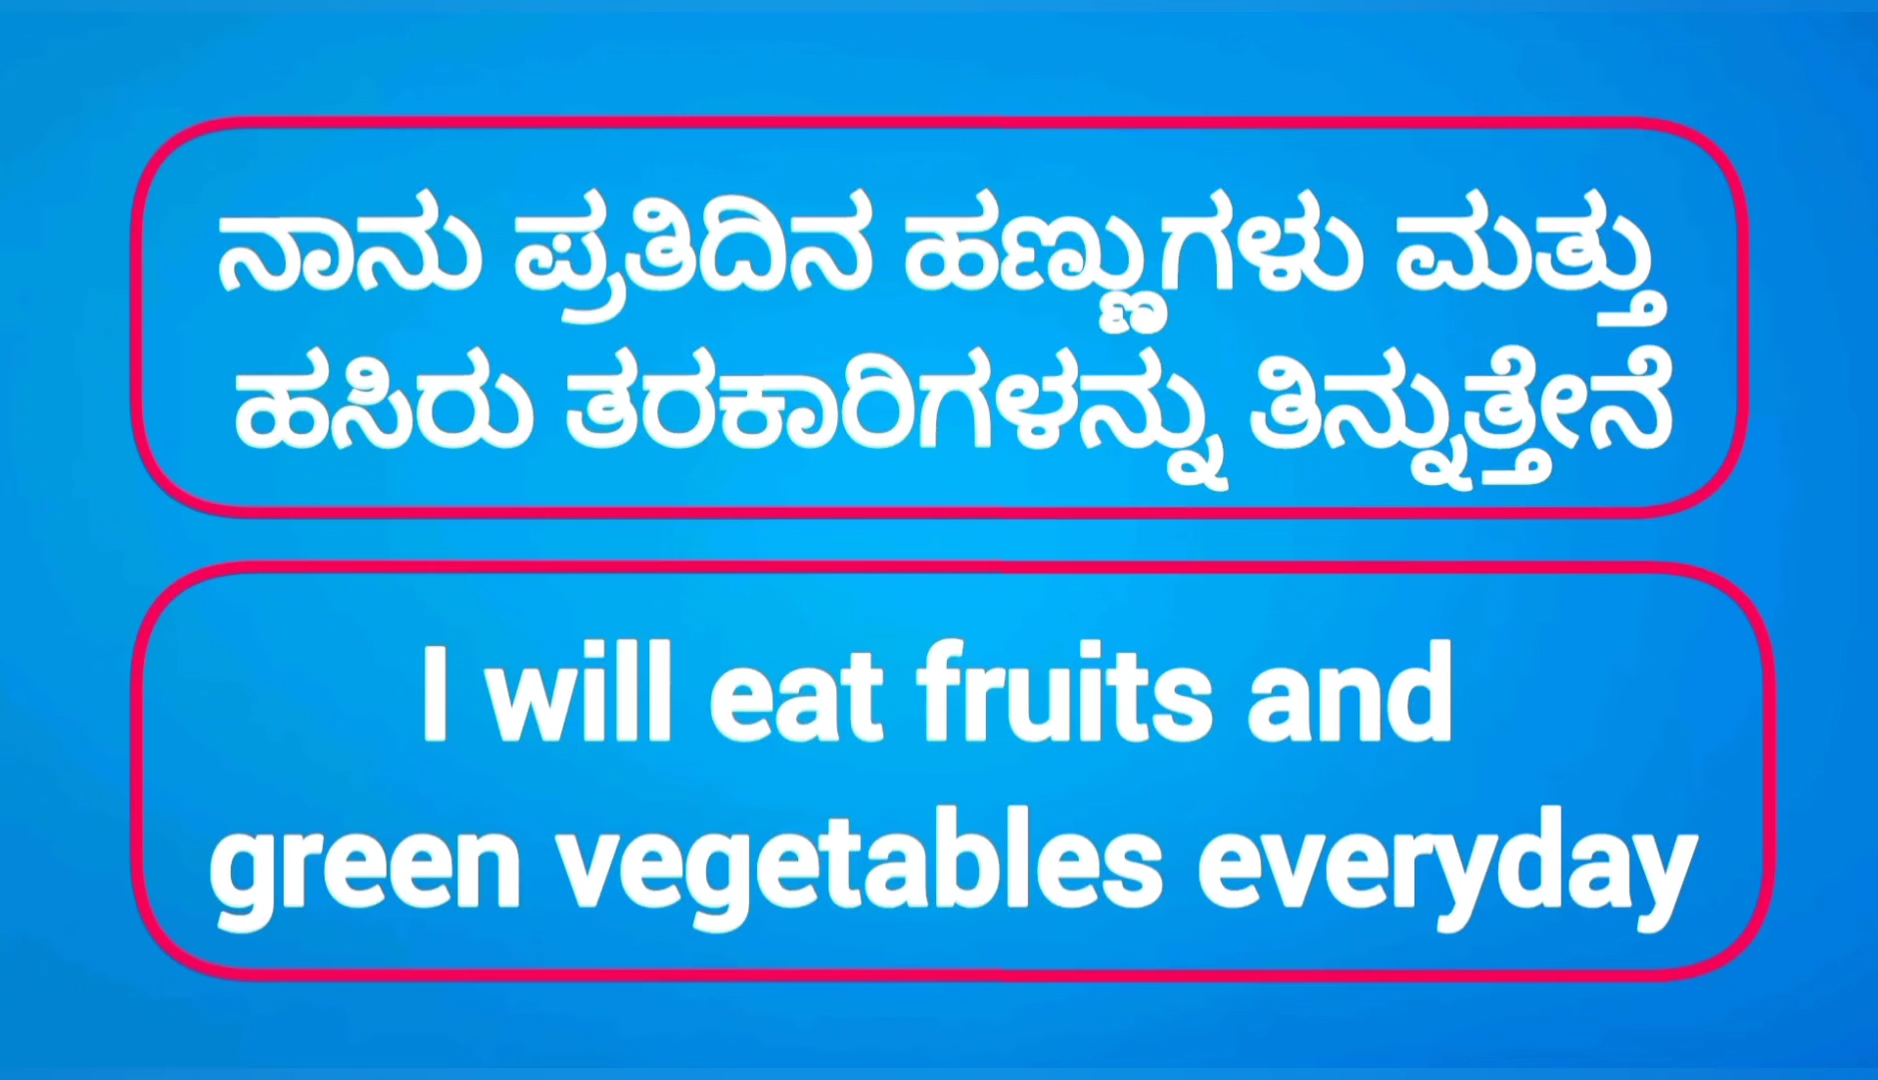 ನಾನು ಪ್ರತಿದಿನ ಹಣ್ಣುಗಳು ಮತ್ತು
ಹಸಿರು ತರಕಾರಿಗಳನ್ನು ತಿನ್ನುತ್ತೇನೆ
I will eat fruits and
green vegetables everyday